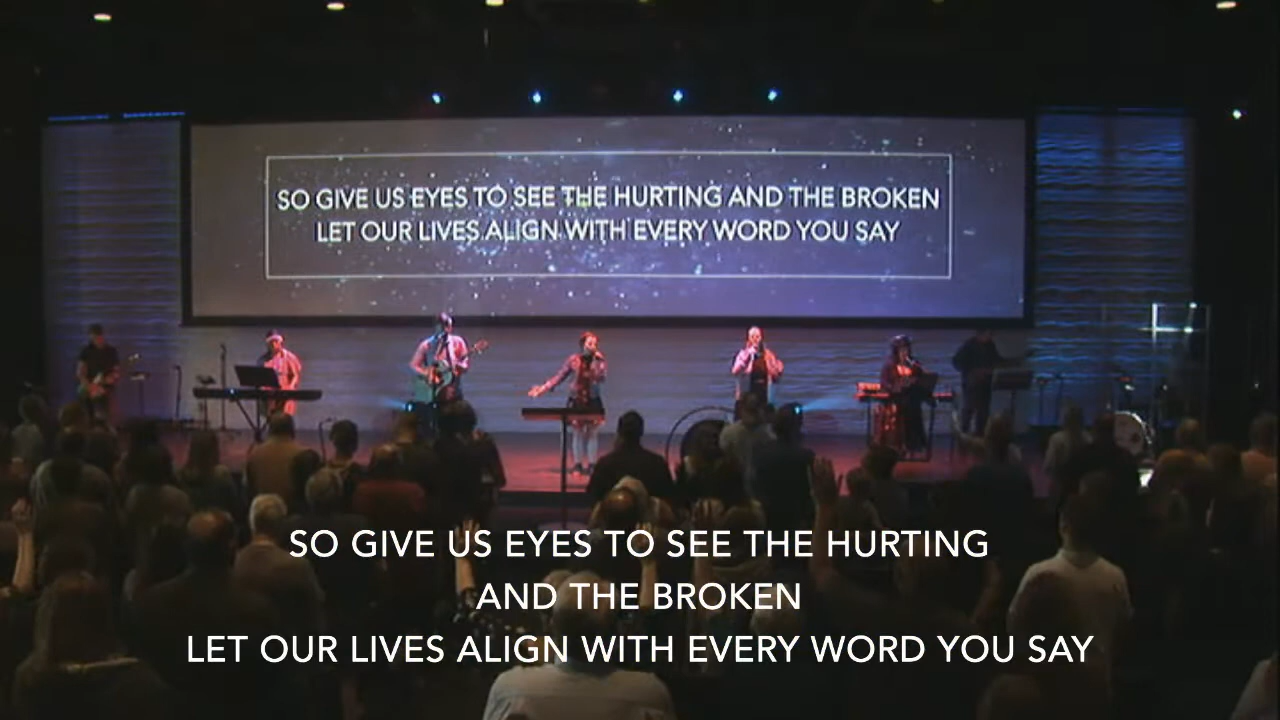 SO GIVE US EYES TO SEE THE HURTING AND THE BROKEN
LET OUR LIVES ALIGN WITH EVERY WORD YOU SAY
SO GIVE US EYES TO SEE THE HURTING
AND THE BROKEN
LET OUR LIVES ALIGN WITH EVERY WORD YOU SAY